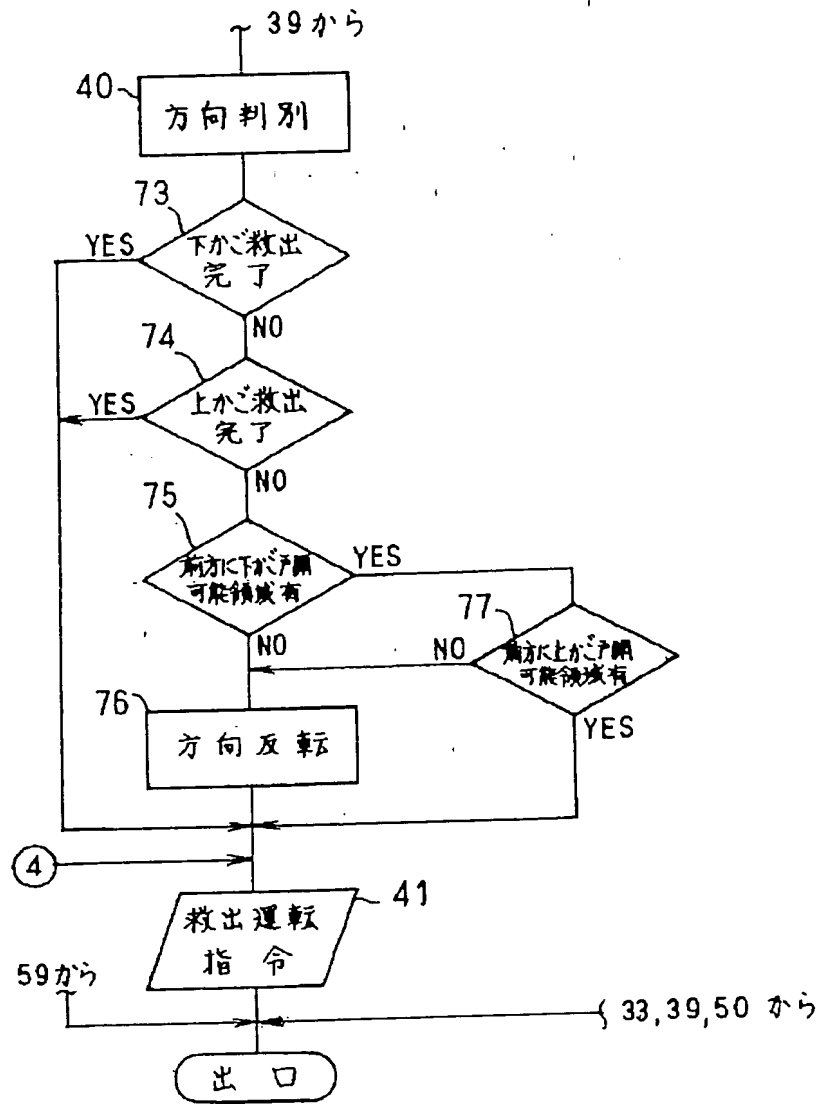 39から
40
方向判別
73
下かご救出
完了
YES
NO
74
上かご救出
完了
YES
NO
75
前方に下かご戸開
可能領域有
YES
NO
77
前方に上かご戸開
可能領域有
NO
YES
76
方向反転
4
救出運転
指令
41
59から
33,39,50から
出口